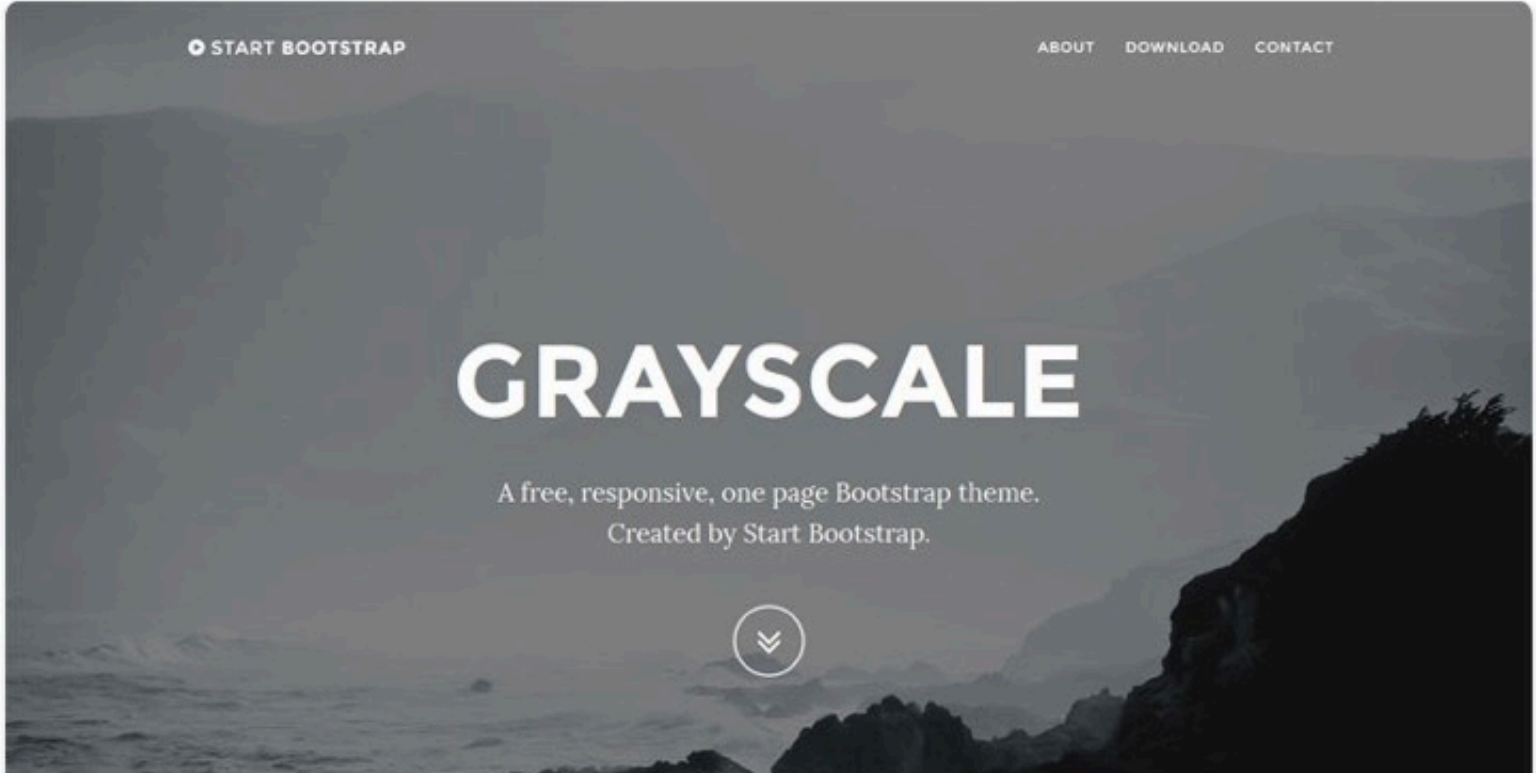 START BOOTSTRAP
ABOUT DOWNLOAD CONTACT
GRAYSCALE
A free, responsive, one page Bootstrap theme.
Created by Start Bootstrap.